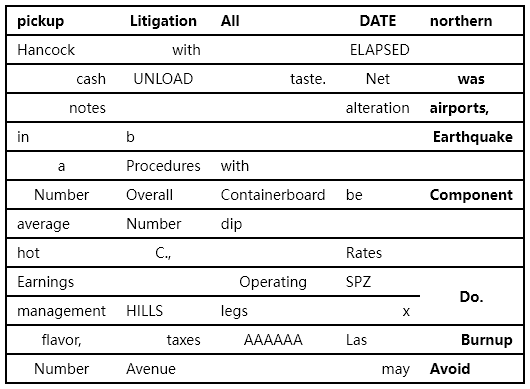 pickup Litigation All DATE northern
Hancock with ELAPSED
cash UNLOAD taste. Net was
notes alteration airports,
in b Earthquake
a Procedures with
Number Overall Containerboard be Component
average Number dip
hot C., Rates
Earnings Operating SPZ Do.
management HILLS legs x
flavor, taxes AAAAAA Las Burnup
Number Avenue may Avoid